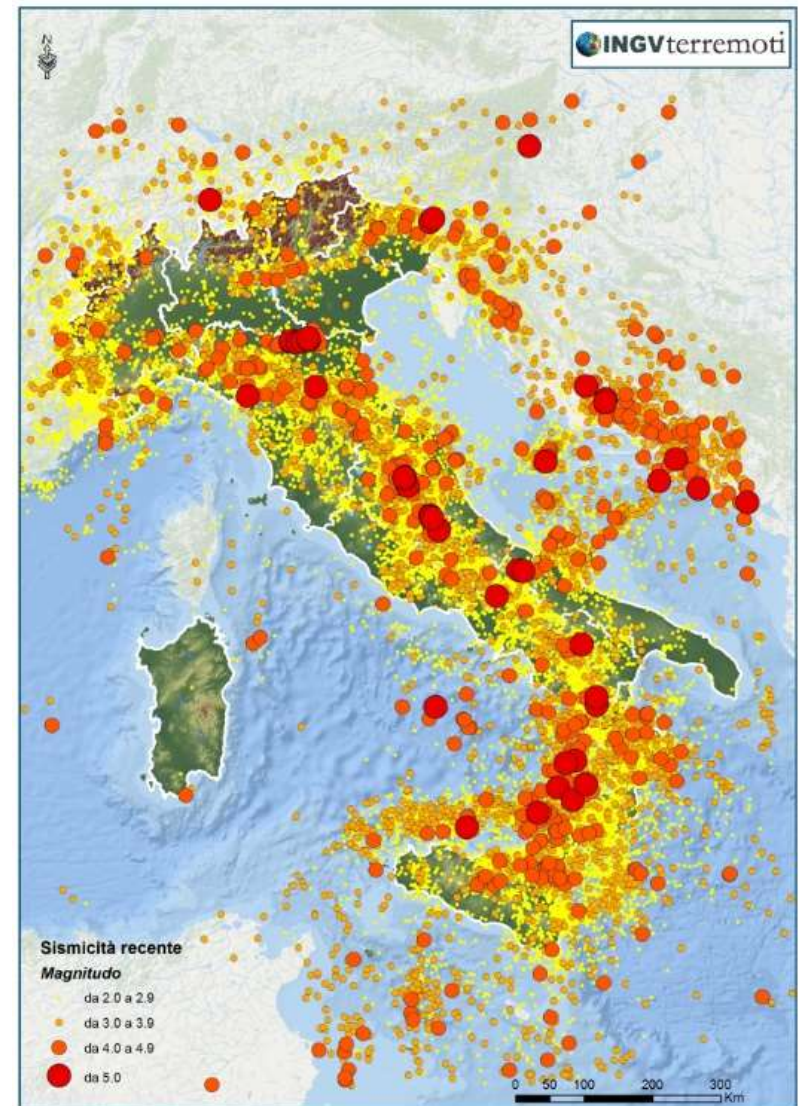 INGVterremoti
N
Sismicità recente
Magnitudo
da 2.0 a 2.9
da 3.0 a 3.9
da 4.0 a 4.9
da 5.0
0 50 100 200 300
Km